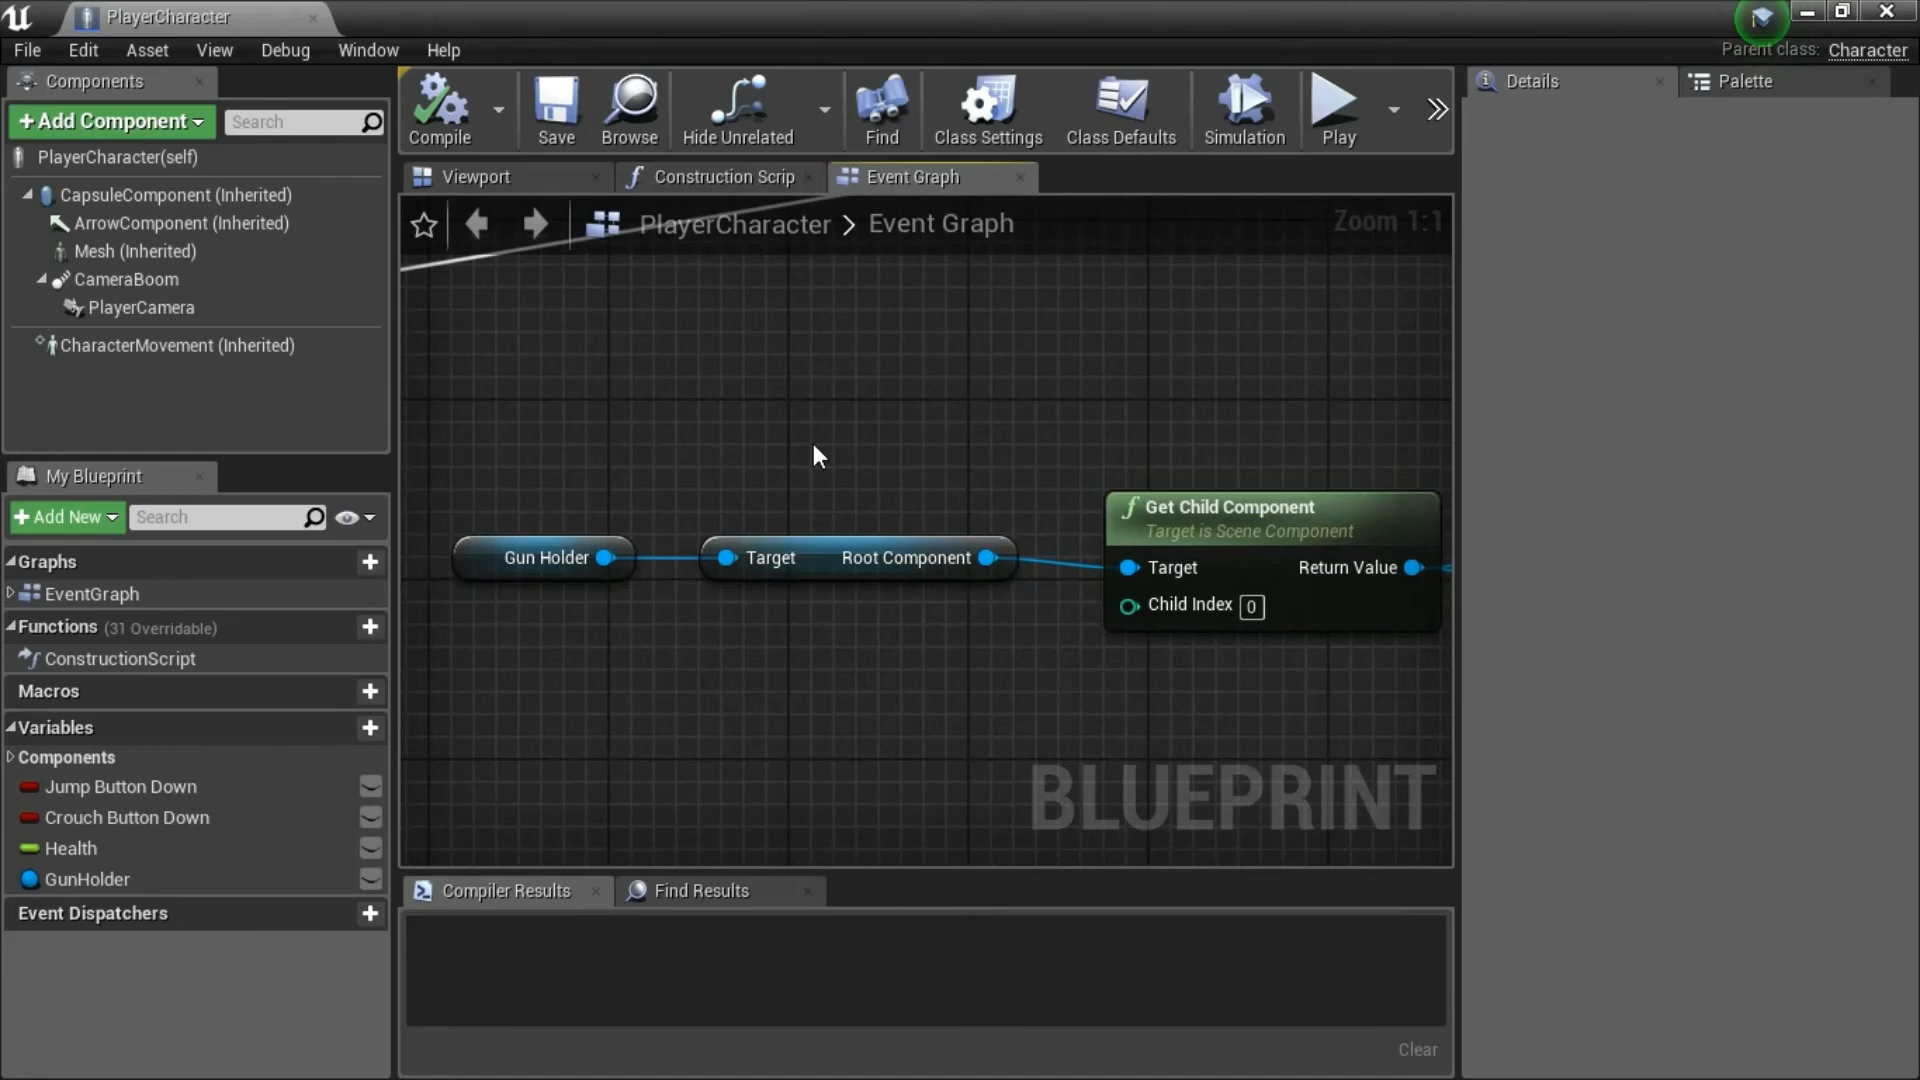 PlayerCharacter
File Edit Asset View Debug Window Help
Parent class: Character
Components
+Add Component
Search
PlayerCharacter(self)
CapsuleComponent (Inherited)
ArrowComponent (Inherited)
Mesh (Inherited)
CameraBoom
PlayerCamera
CharacterMovement (Inherited)
My Blueprint
+Add New
Search
Graphs
EventGraph
Functions (31 Overridable)
ConstructionScript
Macros
Variables
Components
Jump Button Down
Crouch Button Down
Health
GunHolder
Event Dispatchers
Compile Save Browse Hide Unrelated Find Class Settings Class Defaults Simulation Play
Viewport Construction Scrip Event Graph
PlayerCharacter > Event Graph
Zoom 1:1
Gun Holder
Target Root Component
Get Child Component
Target is Scene Component
Target Return Value
Child Index 0
BLUEPRINT
Compiler Results Find Results
Clear
Details Palette